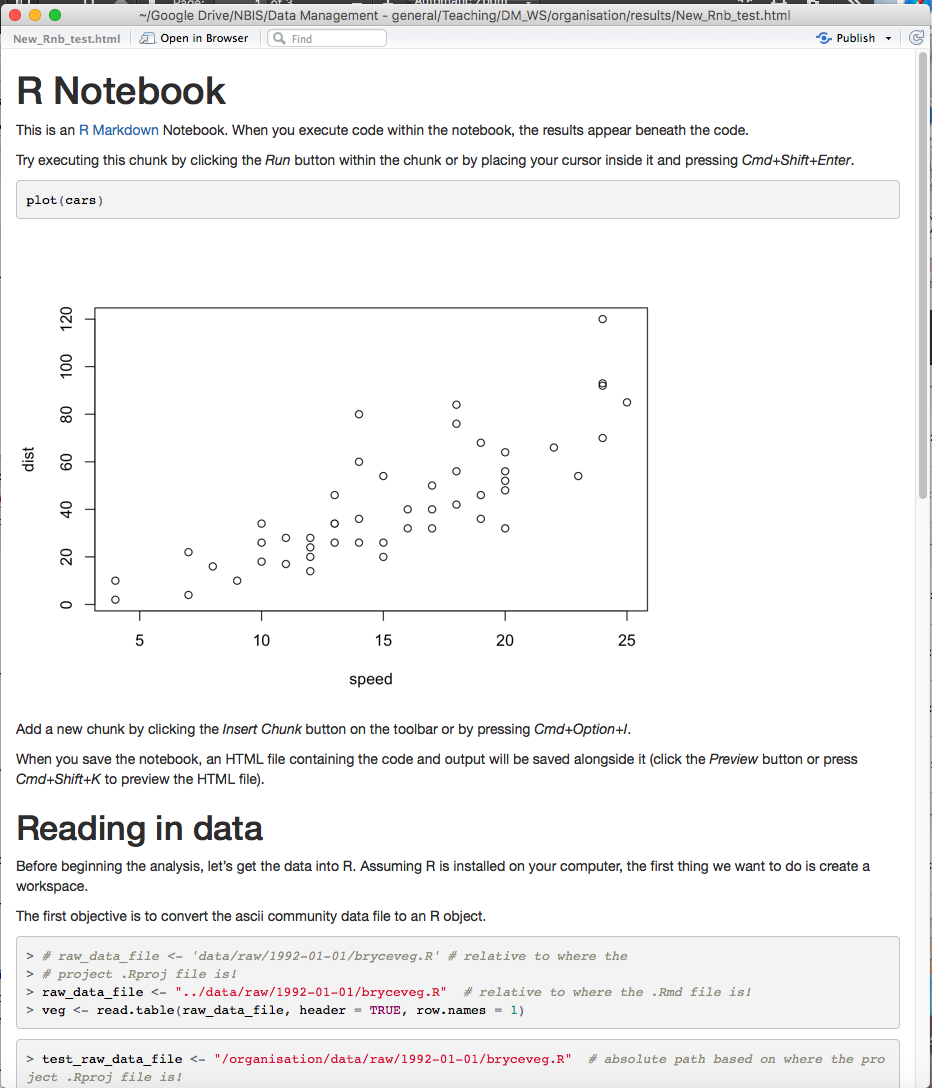 ~/Google Drive/NBIS/Data Management - general/Teaching/DM_WS/organisation/results/New_Rnb_test.html
New_Rnb_test.html Open in Browser Find Publish
R Notebook
This is an R Markdown Notebook. When you execute code within the notebook, the results appear beneath the code.
Try executing this chunk by clicking the Run button within the chunk or by placing your cursor inside it and pressing Cmd+Shift+Enter.
plot(cars)
120
100
80
60
40
20
0
dist
5 10 15 20 25
speed
Add a new chunk by clicking the Insert Chunk button on the toolbar or by pressing Cmd+Option+I.
When you save the notebook, an HTML file containing the code and output will be saved alongside it (click the Preview button or press
Cmd+Shift+K to preview the HTML file).
Reading in data
Before beginning the analysis, let's get the data into R. Assuming R is installed on your computer, the first thing we want to do is create a
workspace.
The first objective is to convert the ascii community data file to an R object.
> # raw_data_file <- 'data/raw/1992-01-01/bryceveg.R' # relative to where the
> # project .Rproj file is!
> raw_data_file <- "../data/raw/1992-01-01/bryceveg.R"  # relative to where the .Rmd file is!
> veg <- read.table(raw_data_file, header = TRUE, row.names = 1)
> test_raw_data_file <- "/organisation/data/raw/1992-01-01/bryceveg.R"  # absolute path based on where the pro
ject .Rproj file is!